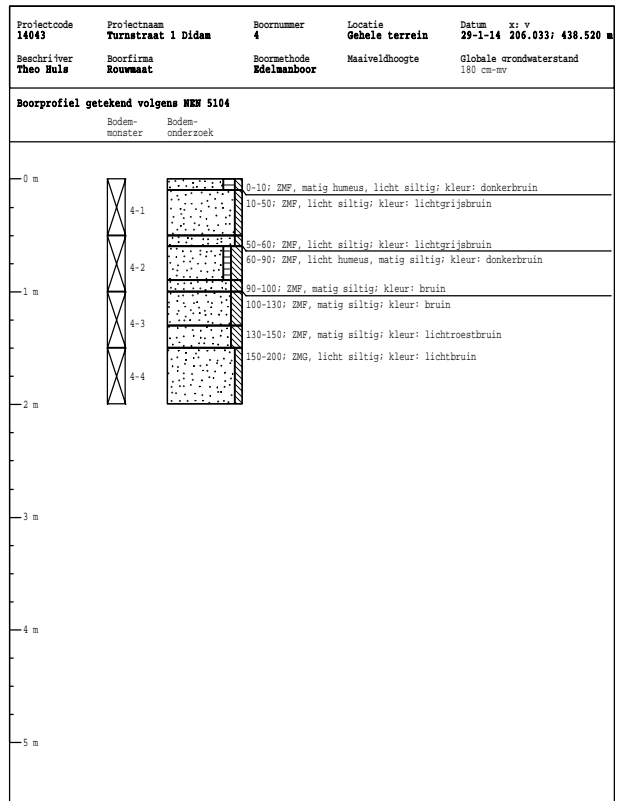 Projectcode Projectnaam Boornummer Locatie Datum x; y
14043 Turnstraat 1 Didam 4 Gehele terrein 29-1-14 206.033; 438.520 m
Beschrijver Boorfirma Boormethode Maaiveldhoogte Globale grondwaterstand
Theo Huls Rouwmaat Edelmanboor 180 cm-mv
Boorprofiel getekend volgens NEN 5104
Bodem- Bodem-
monster onderzoek
0 m
0-10; ZMF, matig humeus, licht siltig; kleur: donkerbruin
10-50; ZMF, licht siltig; kleur: lichtgrijsbruin
4-1
50-60; ZMF, licht siltig; kleur: lichtgrijsbruin
60-90; ZMF, licht humeus, matig siltig; kleur: donkerbruin
4-2
90-100; ZMF, matig siltig; kleur: bruin
1 m
100-130; ZMF, matig siltig; kleur: bruin
4-3
130-150; ZMF, matig siltig; kleur: lichtroestbruin
150-200; ZMG, licht siltig; kleur: lichtbruin
4-4
2 m
3 m
4 m
5 m